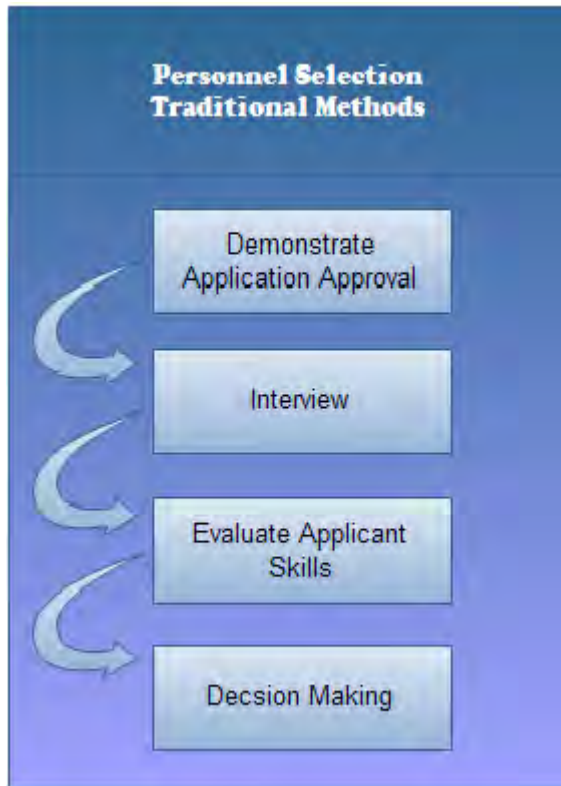 Personnel Selection
Traditional Methods
Demonstrate
Application Approval
Interview
Evaluate Applicant
Skills
Decsion Making